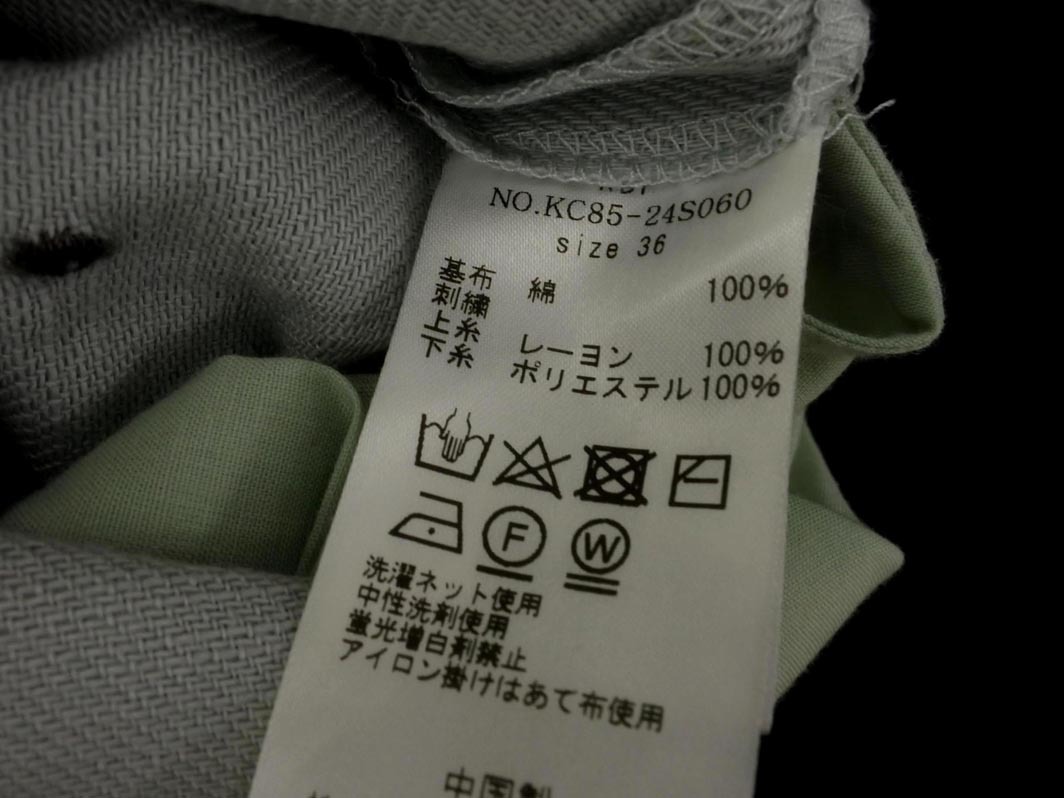 NO.KC85-24S060
size 36
基布 綿 100%
刺繍
上糸 レーヨン 100%
下糸 ポリエステル 100%
F W
洗濯ネット使用
中性洗剤使用
蛍光増白剤禁止
アイロン掛けはあて布使用
中国製